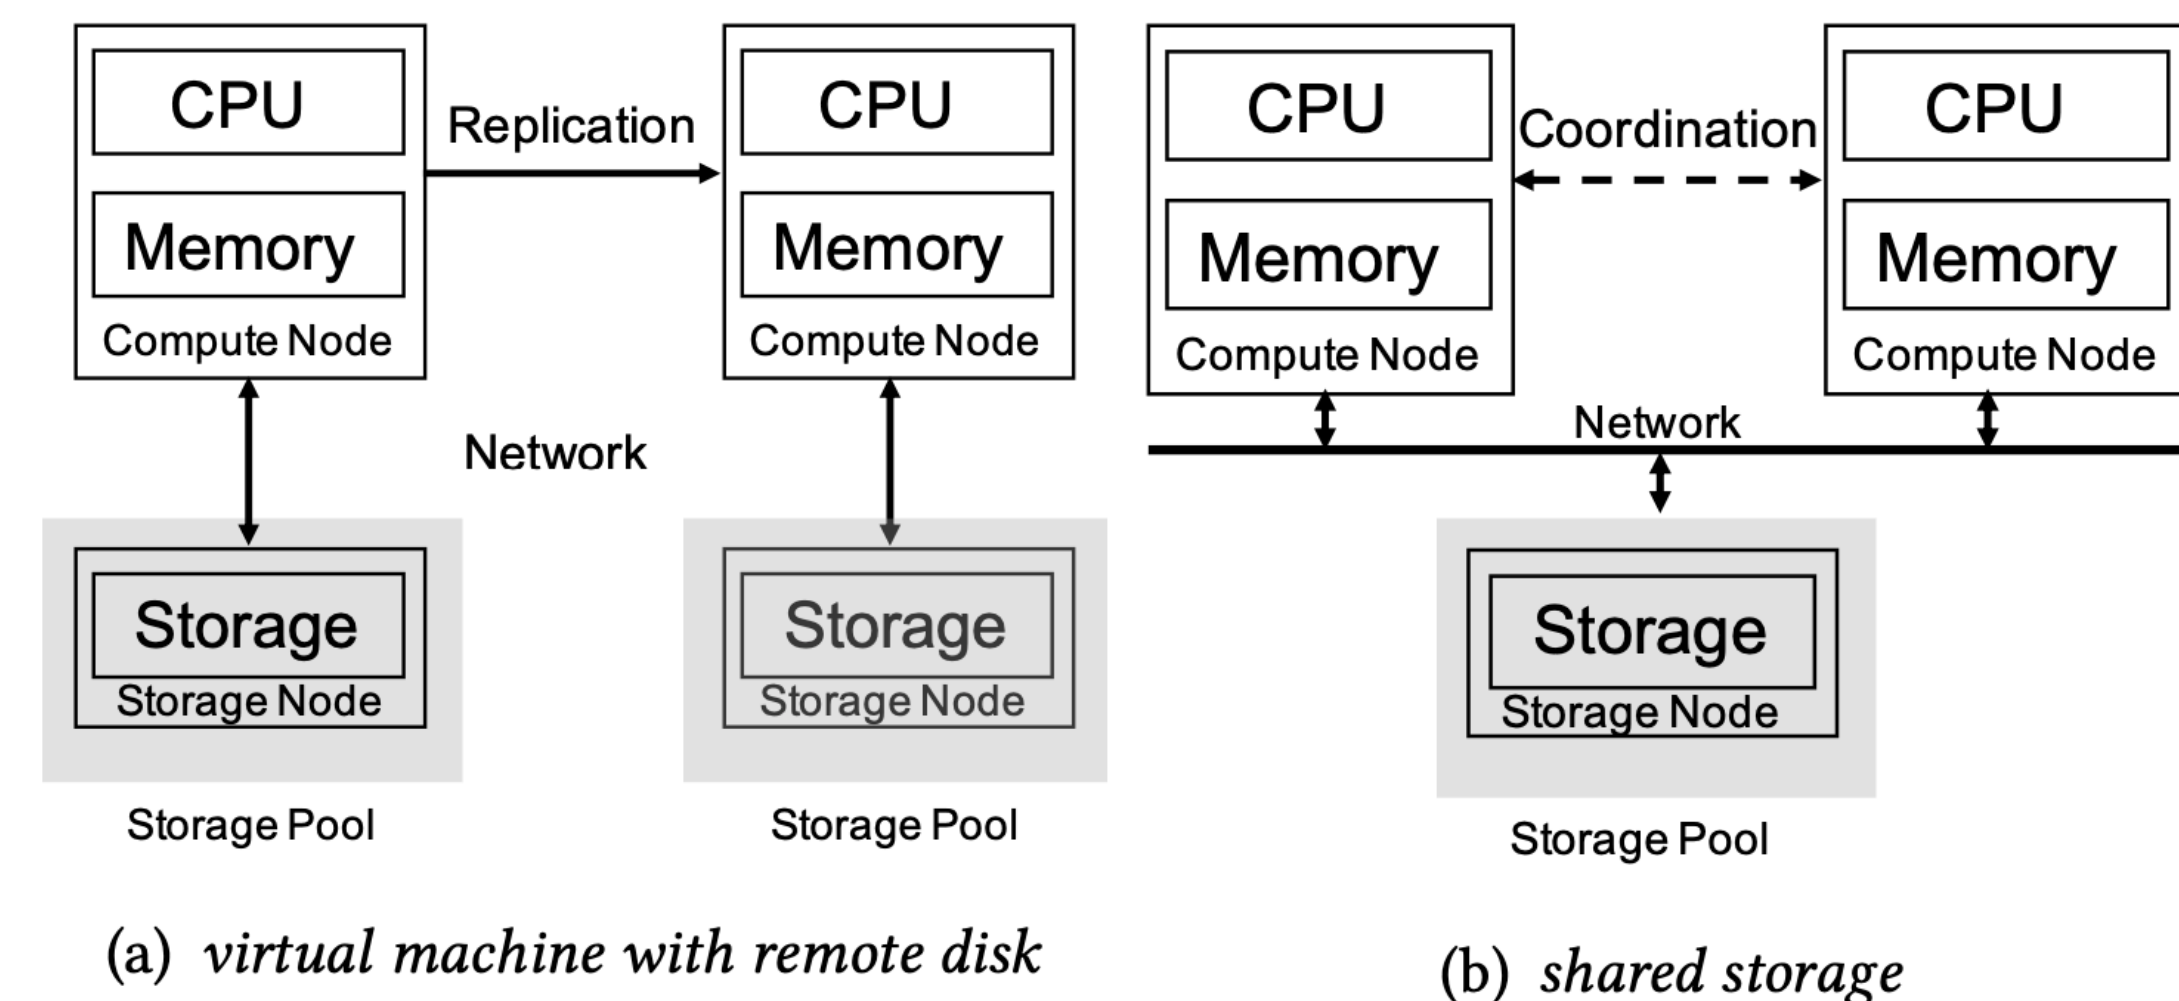 CPU
Memory
Compute Node
Replication
CPU
Memory
Compute Node
Network
Storage
Storage Node
Storage Pool
Storage
Storage Node
Storage Pool
(a) virtual machine with remote disk
CPU
Memory
Compute Node
Coordination
CPU
Memory
Compute Node
Network
Storage
Storage Node
Storage Pool
(b) shared storage